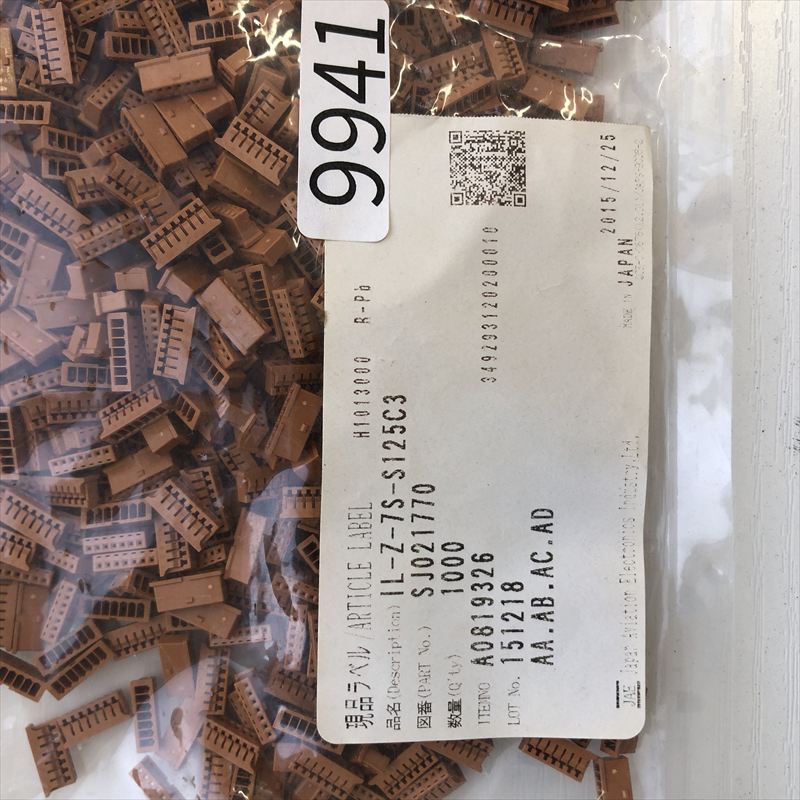 9941
現品ラベル/ARTICLE LABEL H1013000 R-Pb
品名(Description) IL-Z-7S-S125C3
図番(PART No.) SJ021770
数量(Q'ty) 1000
ITEMNO A0819326
LOT No. 151218
AA.AB.AC.AD
34929312020001​0
2015/12/25
MADE IN JAPAN
JAE Japan Aviation Electronics Industry,Ltd.